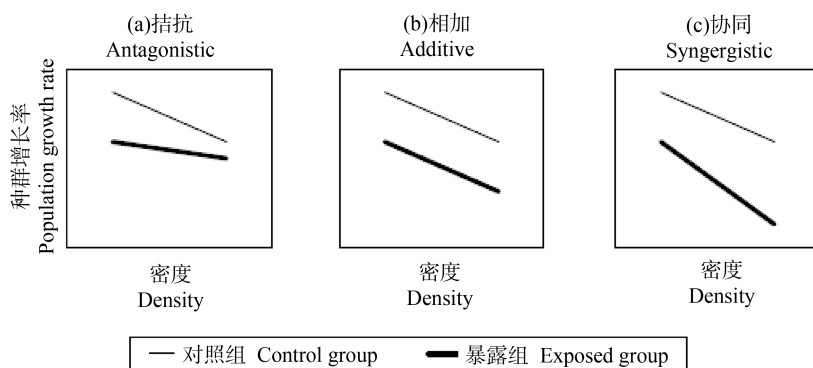 (a)拮抗
Antagonistic
(b)相加
Additive
(c)协同
Syngergistic
种群增长率
Population growth rate
密度
Density
密度
Density
密度
Density
对照组 Control group
暴露组 Exposed group